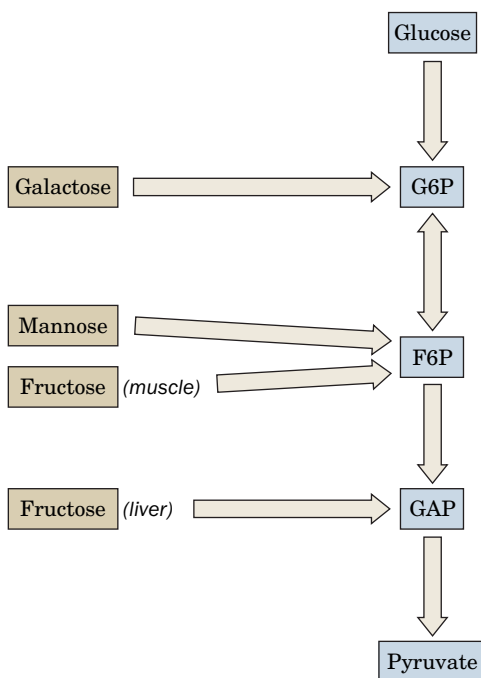 Glucose
Galactose
G6P
Mannose
F6P
Fructose (muscle)
Fructose (liver)
GAP
Pyruvate